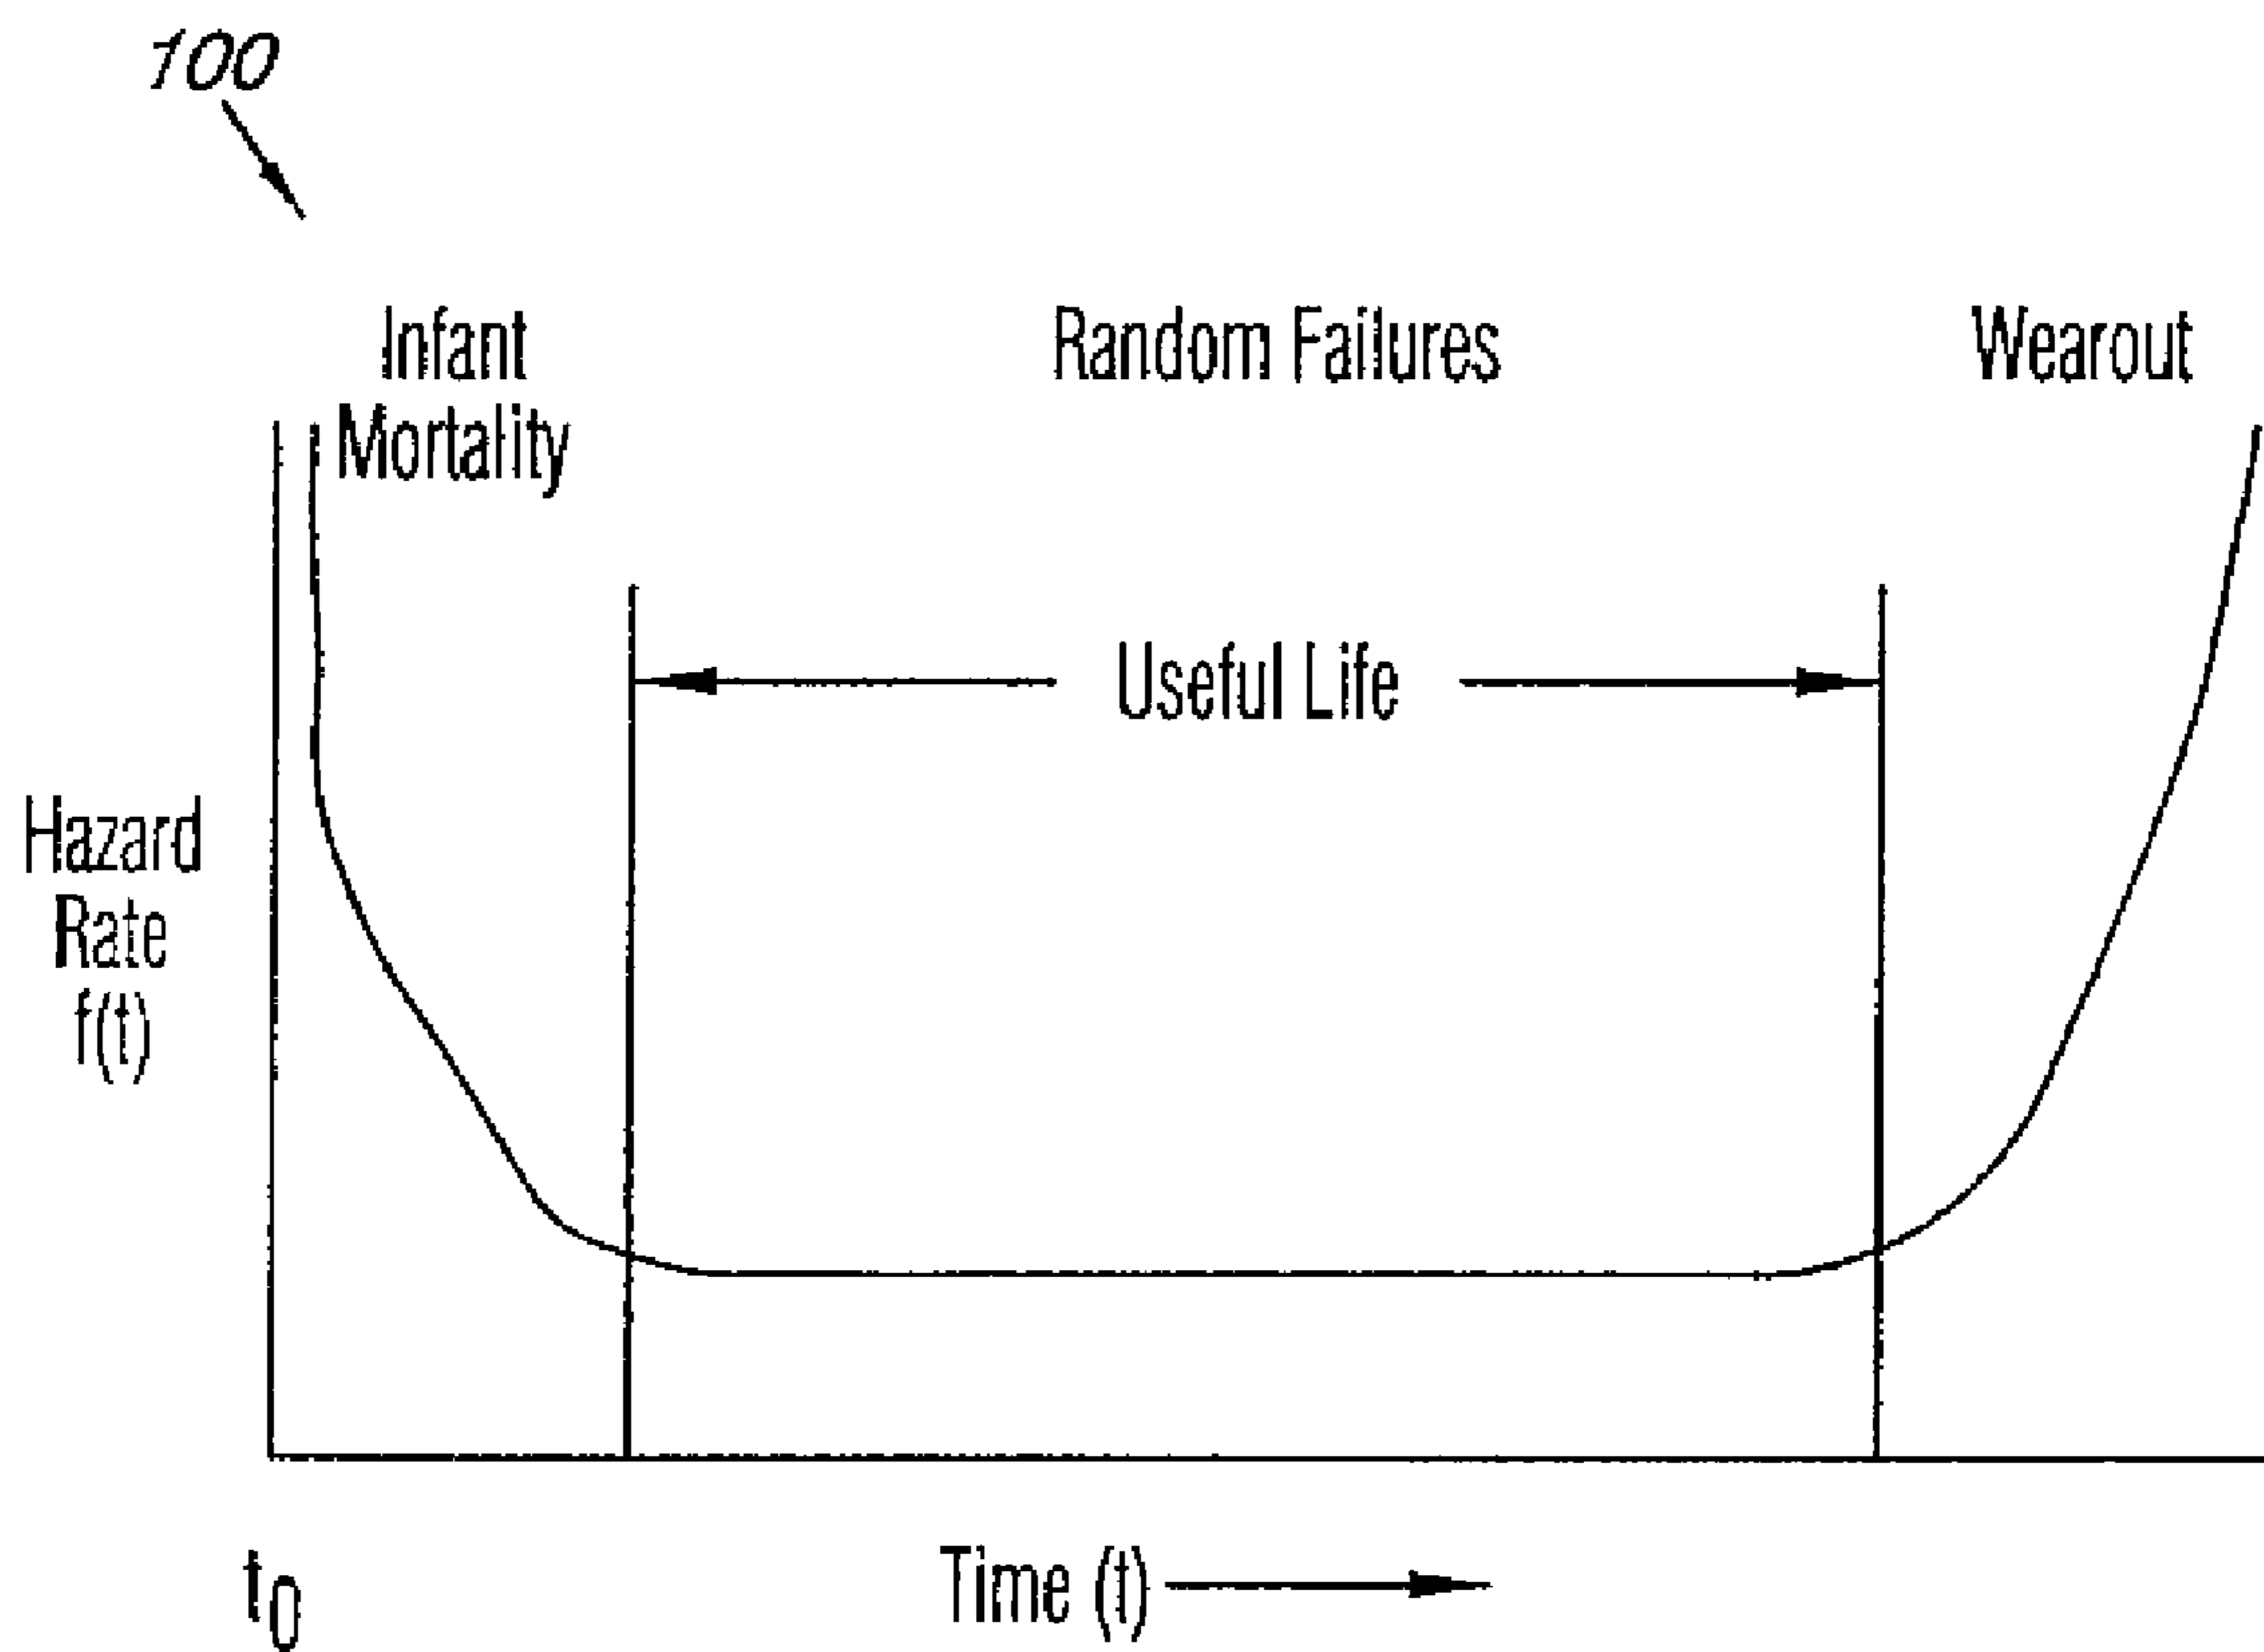 100
Infant
Mortality
Random Failures
Wearout
Useful Life
Hazard
Rate
f(t)
t0
Time (t)